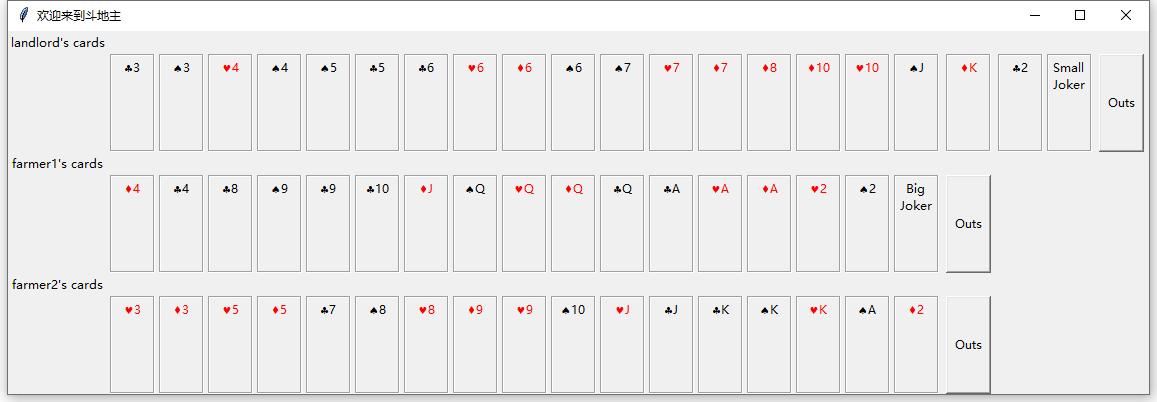 欢迎来到斗地主
landlord's cards
♣3 ♠3 ♥4 ♠4 ♠5 ♣5 ♣6 ♥6 ♦6 ♠6 ♠7 ♥7 ♦7 ♦8 ♦10 ♥10 ♠J ♦K ♣2 Small Joker Outs
farmer1's cards
♦4 ♣4 ♣8 ♠9 ♣9 ♣10 ♦J ♠Q ♥Q ♦Q ♣Q ♣A ♥A ♦A ♥2 ♠2 Big Joker Outs
farmer2's cards
♥3 ♦3 ♥5 ♦5 ♣7 ♠8 ♥8 ♦9 ♥9 ♠10 ♥J ♣J ♣K ♠K ♥K ♠A ♦2 Outs